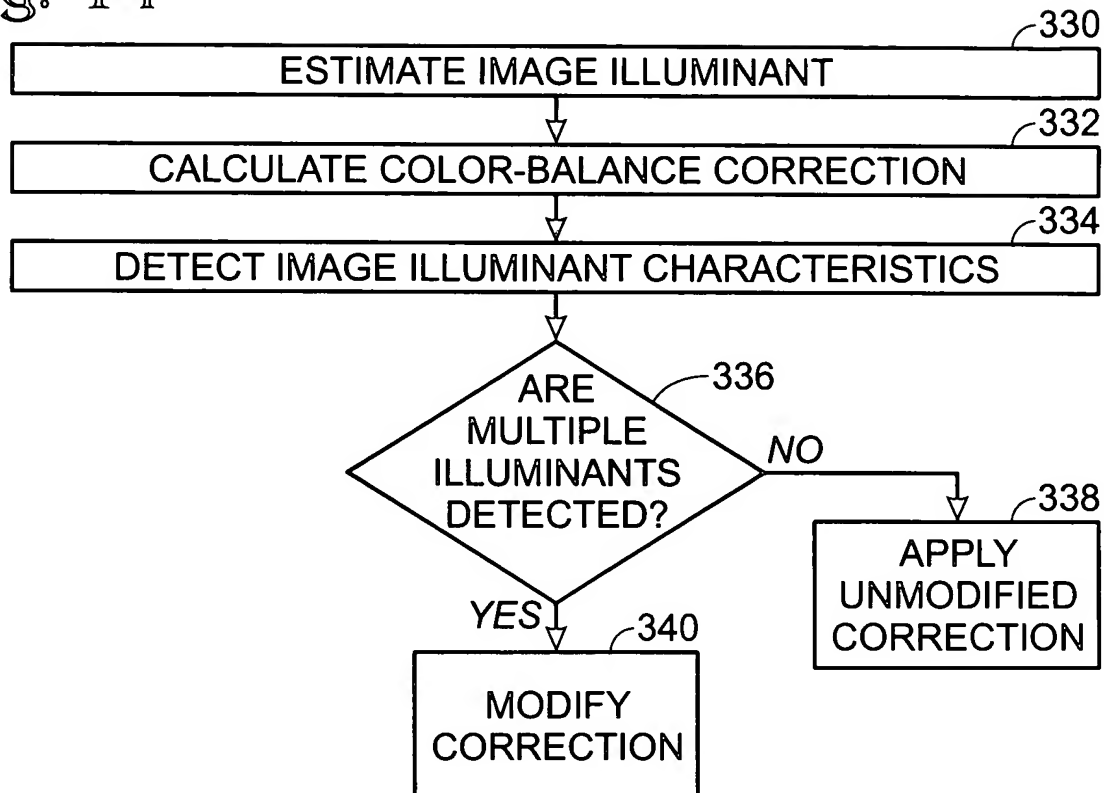 330
ESTIMATE IMAGE ILLUMINANT
332
CALCULATE COLOR-BALANCE CORRECTION
334
DETECT IMAGE ILLUMINANT CHARACTERISTICS
336
ARE
MULTIPLE
ILLUMINANTS
DETECTED?
NO
338
APPLY
UNMODIFIED
CORRECTION
YES
340
MODIFY
CORRECTION